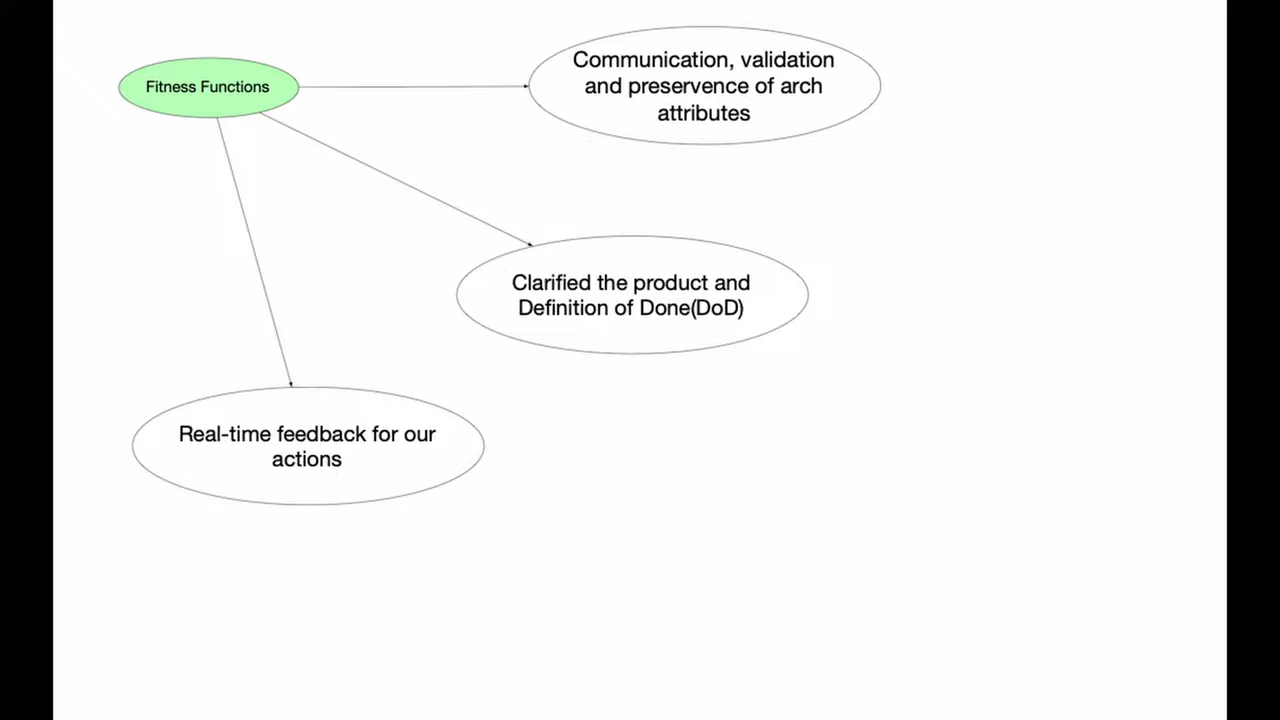 Fitness Functions
Communication, validation
and preservence of arch
attributes
Clarified the product and
Definition of Done(DoD)
Real-time feedback for our
actions